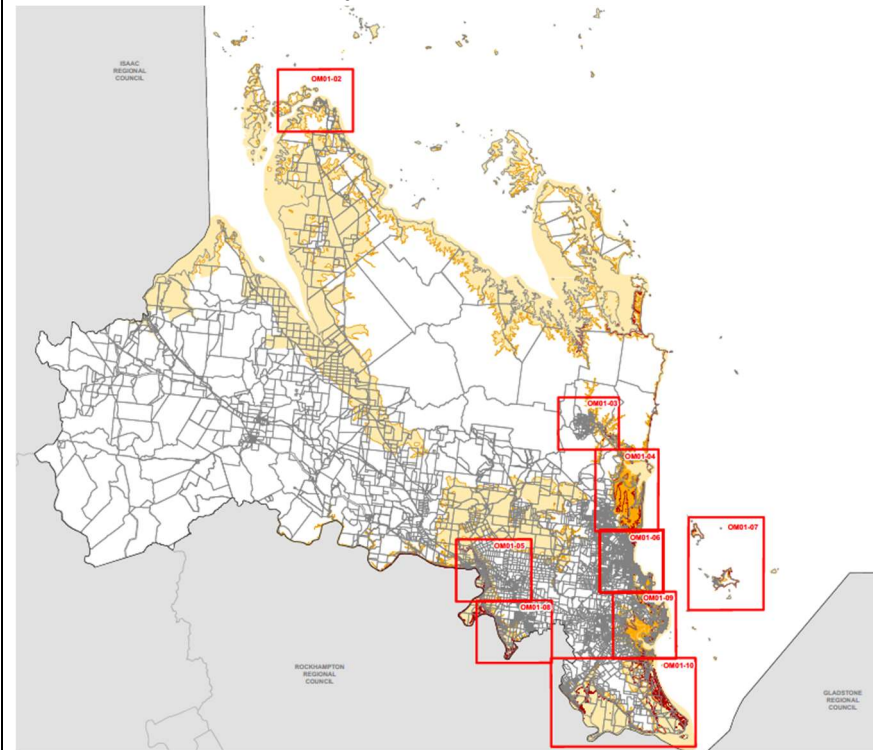 ISAAC
REGIONAL
COUNCIL
OM01-02
OM01-03
OM01-04
OM01-05
OM01-06
OM01-07
OM01-08
OM01-09
OM01-10
ROCKHAMPTON
REGIONAL
COUNCIL
GLADSTONE
REGIONAL
COUNCIL